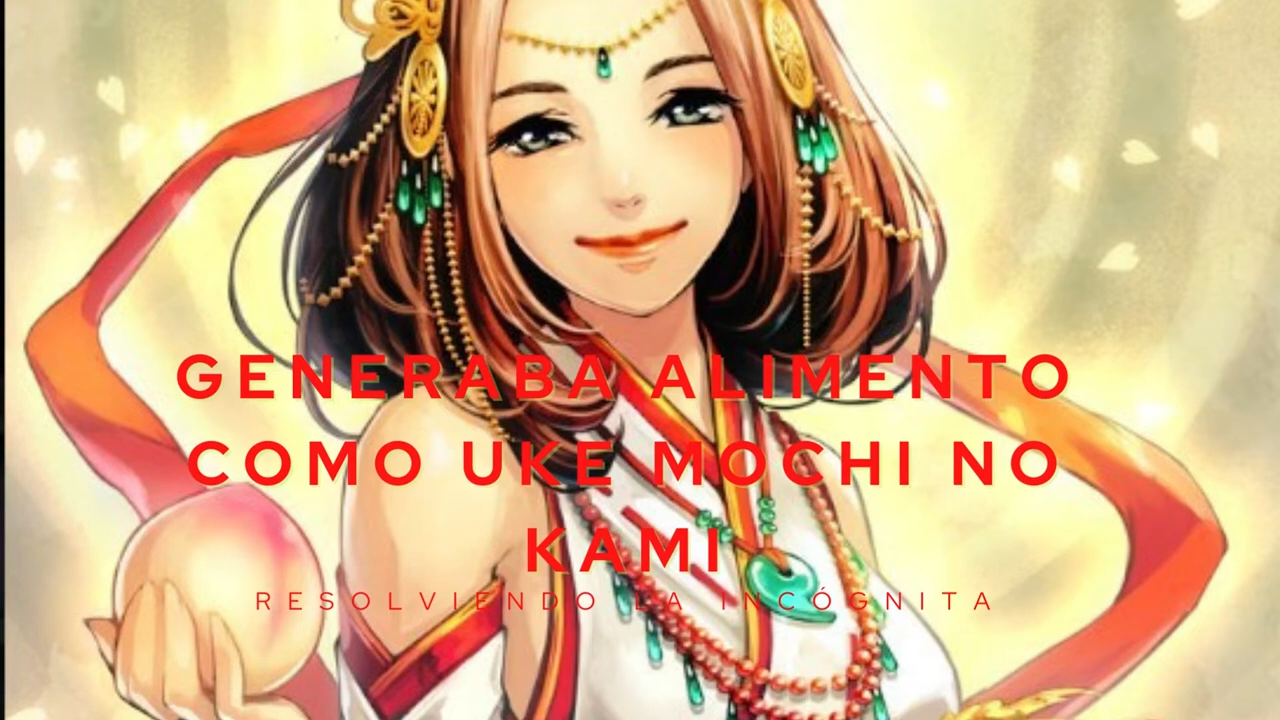 GENERABA ALIMENTO
COMO UKE MOCHI NO
KAMI
RESOLVIENDO LA INCÓGNITA